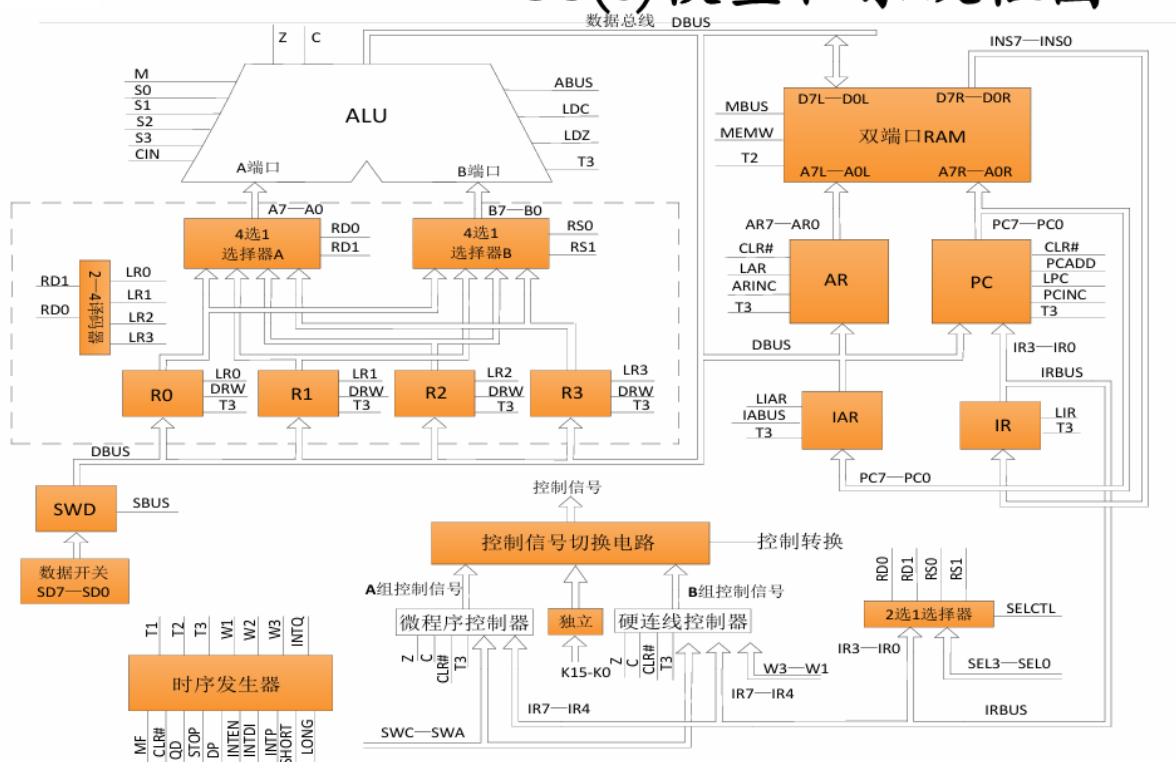 数据总线 DBUS
Z
C
M
S0
S1
S2
S3
CIN
ALU
A端口
B端口
ABUS
LDC
LDZ
T3
INS7—INS0
D7L—D0L
D7R—D0R
双端口RAM
A7L—A0L
A7R—A0R
MBUS
MEMW
T2
A7—A0
B7—B0
4选1
选择器A
RD0
RD1
4选1
选择器B
RS0
RS1
2—4译码器
RD1
RD0
LR0
LR1
LR2
LR3
AR7—AR0
PC7—PC0
CLR#
LAR
ARINC
T3
AR
PC
CLR#
PCADD
LPC
PCINC
T3
DBUS
IR3—IR0
IRBUS
R0
LR0
DRW
T3
R1
LR1
DRW
T3
R2
LR2
DRW
T3
R3
LR3
DRW
T3
LIAR
IABUS
T3
IAR
IR
LIR
T3
DBUS
PC7—PC0
SWD
SBUS
数据开关
SD7—SD0
控制信号
控制信号切换电路
控制转换
A组控制信号
B组控制信号
微程序控制器
独立
硬连线控制器
Z
C
CLR#
T3
K15-K0
Z
C
CLR#
T3
W3—W1
IR7—IR4
IR7—IR4
SWC—SWA
RD0
RD1
RS0
RS1
2选1选择器
SELCTL
IR3—IR0
SEL3—SEL0
IRBUS
T1
T2
T3
W1
W2
W3
INTQ
时序发生器
MF
CLR#
QD
STOP
DP
INTEN
INTDI
INTP
SHORT
LONG